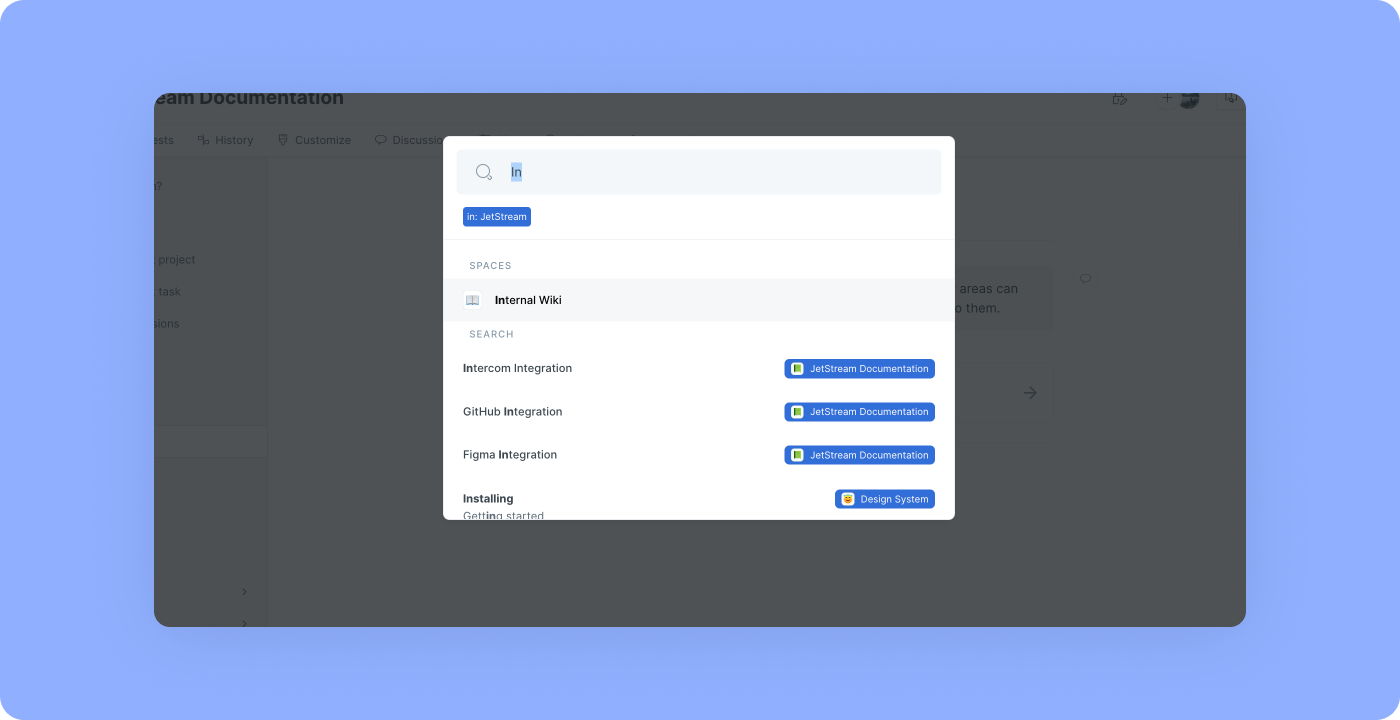 eam Documentation
ests History Customize Discussio
In
in: JetStream
n?
SPACES
project
areas can
task
Internal Wiki
o them.
sions
SEARCH
Intercom Integration JetStream Documentation
GitHub Integration JetStream Documentation
Figma Integration JetStream Documentation
Installing Design System
Getting started